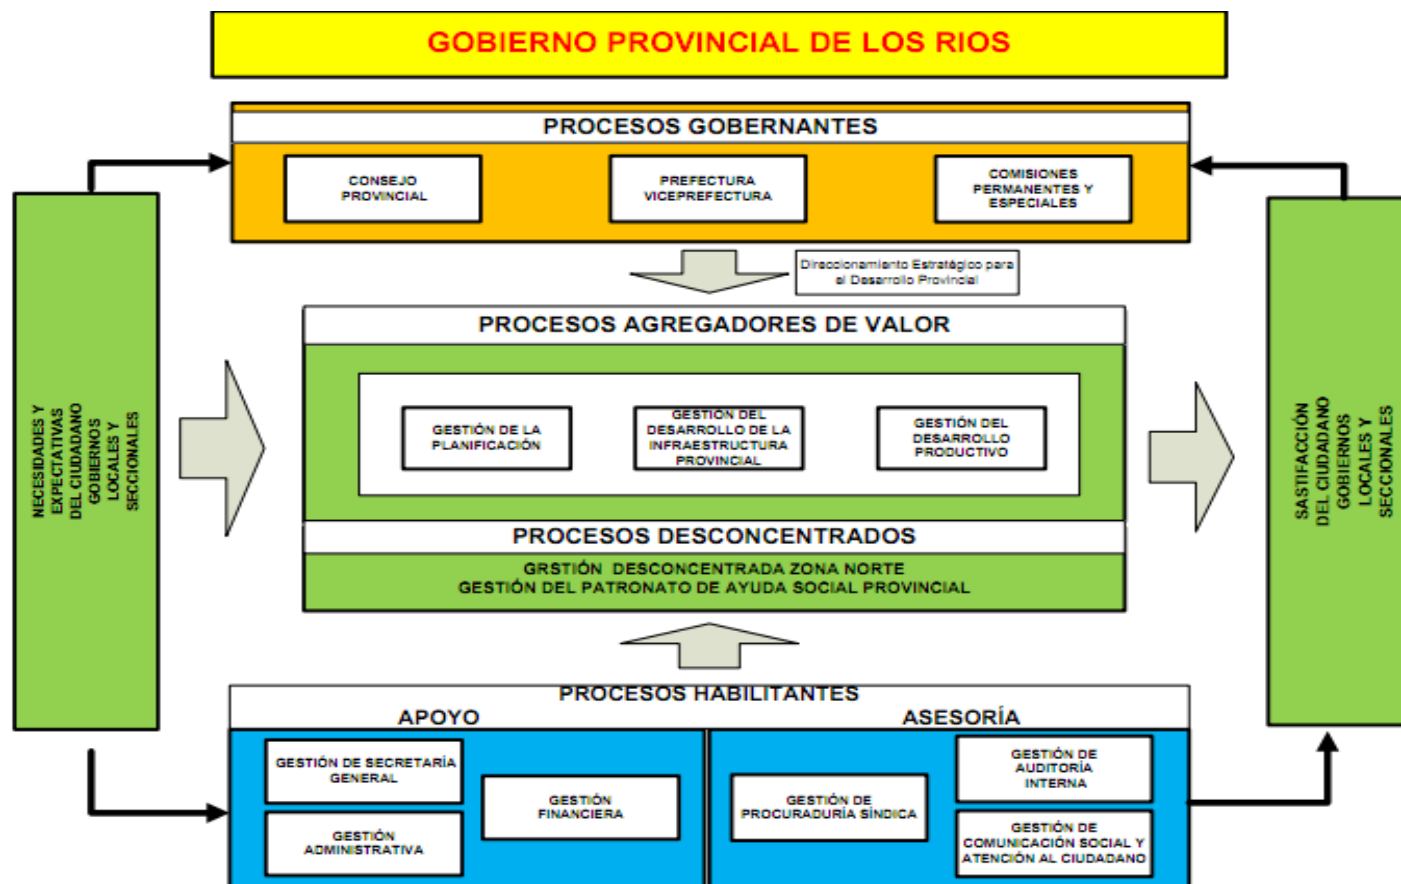 GOBIERNO PROVINCIAL DE LOS RIOS
PROCESOS GOBERNANTES
CONSEJO
PROVINCIAL
PREFECTURA
VICEPREFECTURA
COMISIONES
PERMANENTES Y
ESPECIALES
Direccionamiento Estratégico para
el Desarrollo Provincial
NECESIDADES Y
EXPECTATIVAS
DEL CIUDADANO
GOBIERNOS
LOCALES Y
SECCIONALES
PROCESOS AGREGADORES DE VALOR
GESTIÓN DE LA
PLANIFICACIÓN
GESTIÓN DEL
DESARROLLO DE LA
INFRAESTRUCTURA
PROVINCIAL
GESTIÓN DEL
DESARROLLO
PRODUCTIVO
PROCESOS DESCONCENTRADOS
GRSTIÓN DESCONCENTRADA ZONA NORTE
GESTIÓN DEL PATRONATO DE AYUDA SOCIAL PROVINCIAL
SASTIFACCIÓN
DEL CIUDADANO
GOBIERNOS
LOCALES Y
SECCIONALES
PROCESOS HABILITANTES
APOYO
ASESORÍA
GESTIÓN DE SECRETARÍA
GENERAL
GESTIÓN
ADMINISTRATIVA
GESTIÓN
FINANCIERA
GESTIÓN DE
PROCURADURÍA SÍNDICA
GESTIÓN DE
AUDITORÍA
INTERNA
GESTIÓN DE
COMUNICACIÓN SOCIAL Y
ATENCIÓN AL CIUDADANO